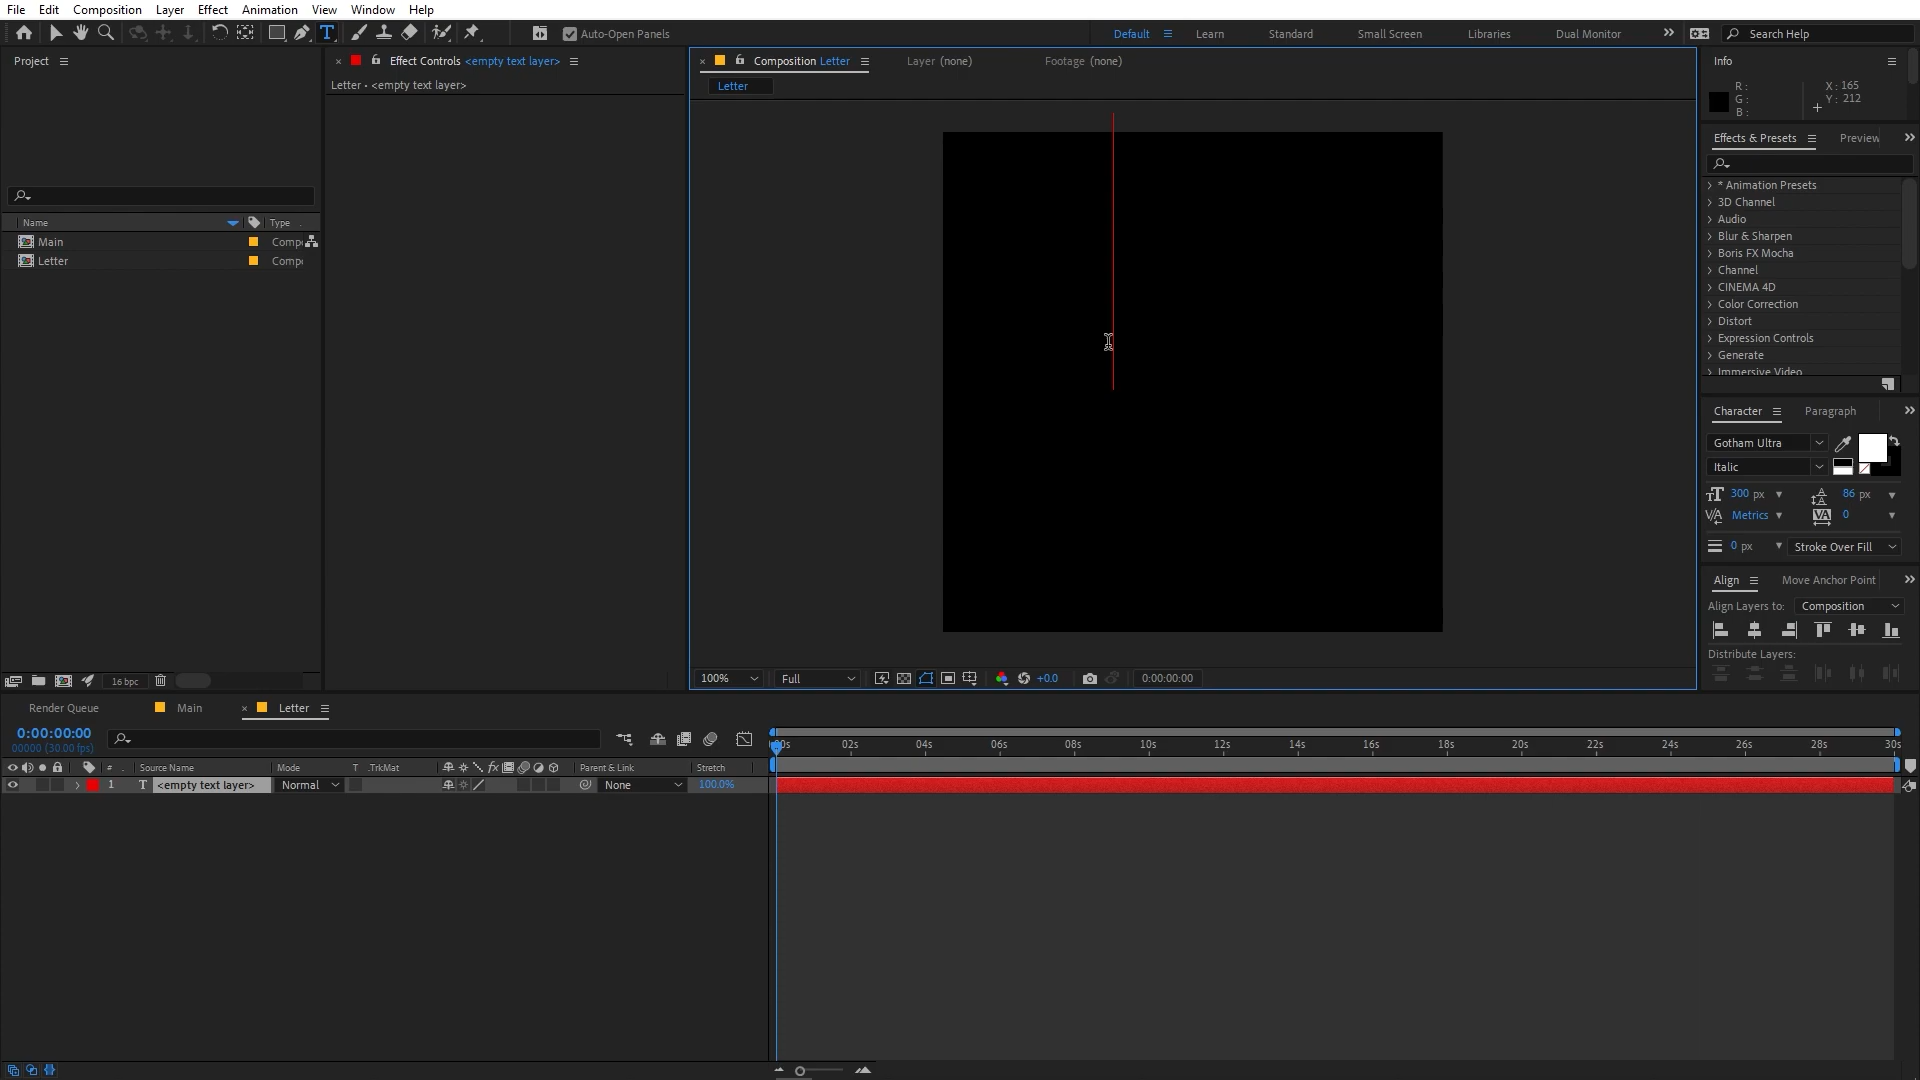 File Edit Composition Layer Effect Animation View Window Help
T Auto-Open Panels Default Learn Standard Small Screen Libraries Dual Monitor Search Help
Project
Effect Controls <empty text layer>
Letter • <empty text layer>
Name Type
Main Comp
Letter Comp
16 bpc
Composition Letter Layer (none) Footage (none)
Letter
100% Full +0.0 0:00:00:00
Info
R : X : 165
G : Y : 212
B :
Effects & Presets Preview
* Animation Presets
3D Channel
Audio
Blur & Sharpen
Boris FX Mocha
Channel
CINEMA 4D
Color Correction
Distort
Expression Controls
Generate
Immersive Video
Character Paragraph
Gotham Ultra
Italic
300 px 86 px
Metrics 0
0 px Stroke Over Fill
Align Move Anchor Point
Align Layers to: Composition
Distribute Layers:
Render Queue Main Letter
0:00:00:00
00000 (30.00 fps)
# Source Name Mode T .TrkMat fx Parent & Link Stretch
1 T <empty text layer> Normal None 100.0%
02s 04s 06s 08s 10s 12s 14s 16s 18s 20s 22s 24s 26s 28s 30s